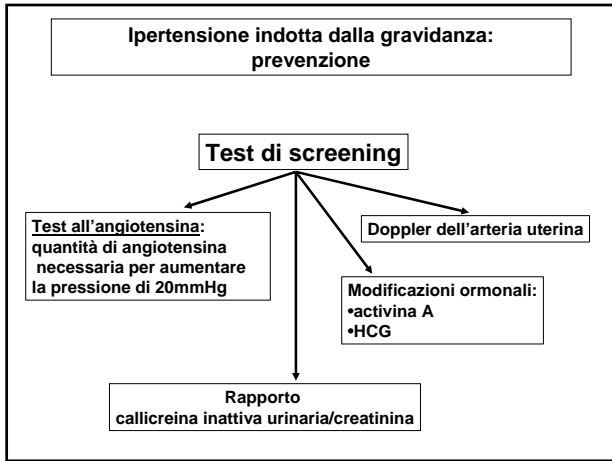 Ipertensione indotta dalla gravidanza:
prevenzione
Test di screening
Test all'angiotensina:
quantità di angiotensina
necessaria per aumentare
la pressione di 20mmHg
Doppler dell'arteria uterina
Modificazioni ormonali:
•activina A
•HCG
Rapporto
callicreina inattiva urinaria/creatinina